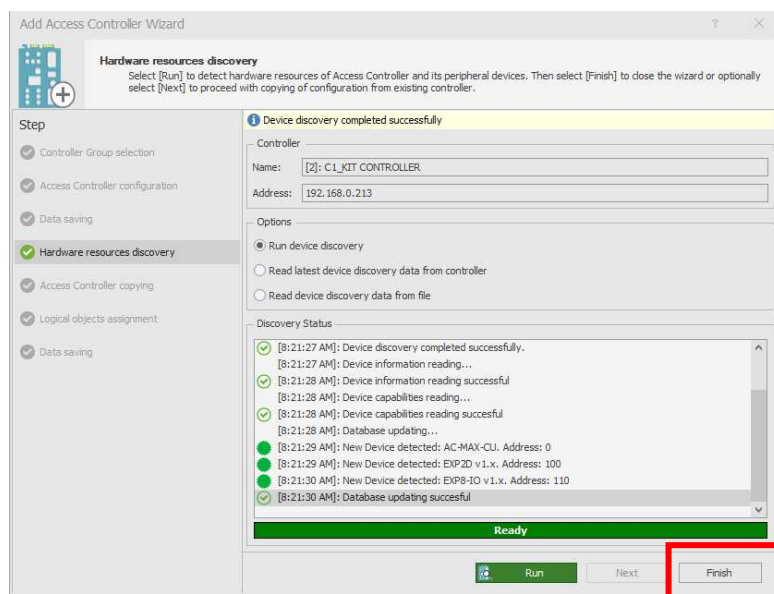 Add Access Controller Wizard
?
Hardware resources discovery
Select [Run] to detect hardware resources of Access Controller and its peripheral devices. Then select [Finish] to close the wizard or optionally
select [Next] to proceed with copying of configuration from existing controller.
Step
Controller Group selection
Access Controller configuration
Data saving
Hardware resources discovery
Access Controller copying
Logical objects assignment
Data saving
Device discovery completed successfully
Controller
Name: [2]: C1_KIT CONTROLLER
Address: 192.168.0.213
Options
Run device discovery
Read latest device discovery data from controller
Read device discovery data from file
Discovery Status
[8:21:27 AM]: Device discovery completed successfully.
[8:21:27 AM]: Device information reading...
[8:21:28 AM]: Device information reading successful
[8:21:28 AM]: Device capabilities reading...
[8:21:28 AM]: Device capabilities reading succesful
[8:21:28 AM]: Database updating...
[8:21:29 AM]: New Device detected: AC-MAX-CU. Address: 0
[8:21:29 AM]: New Device detected: EXP2D v1.x. Address: 100
[8:21:30 AM]: New Device detected: EXP8-IO v1.x. Address: 110
[8:21:30 AM]: Database updating succesful
Ready
Run
Next
Finish